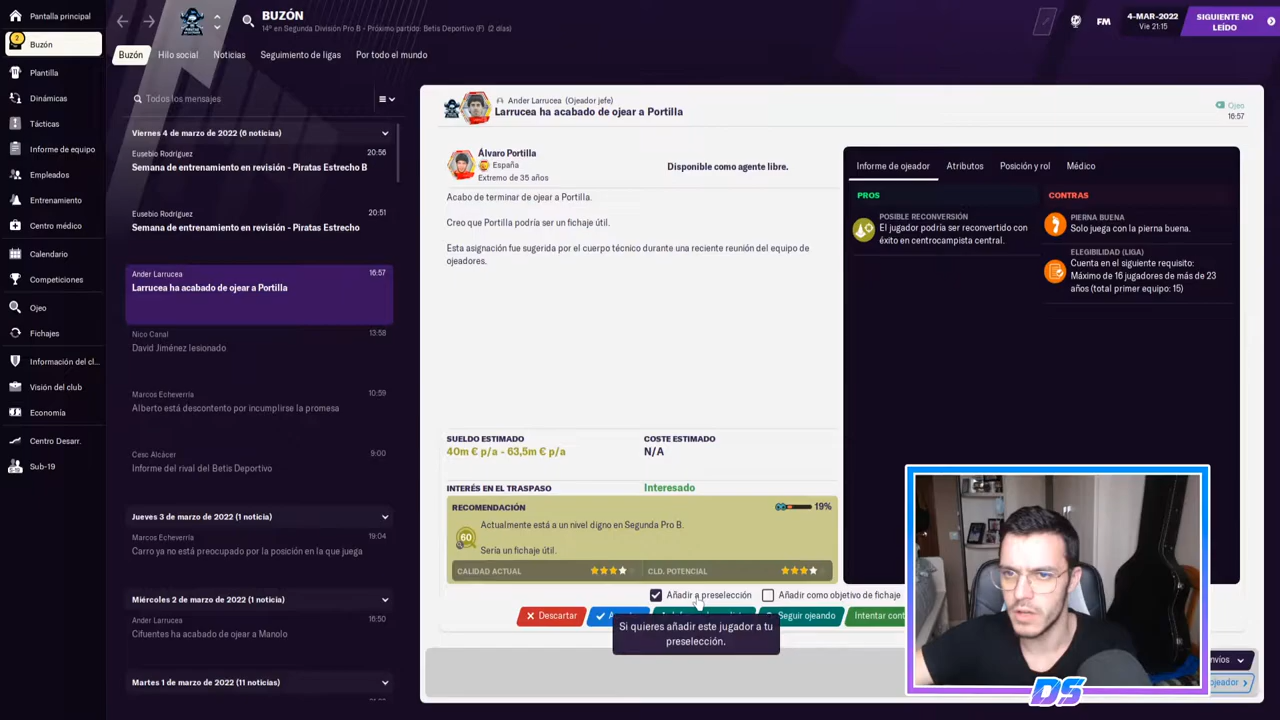 Pantalla principal
2
Buzón
Plantilla
Dinámicas
Tácticas
Informe de equipo
Empleados
Entrenamiento
Centro médico
Calendario
Competiciones
Ojeo
Fichajes
Información del cl...
Visión del club
Economía
Centro Desarr.
Sub-19
BUZÓN
14º en Segunda División Pro B - Próximo partido: Betis Deportivo (F) (2 días)
FM
4-MAR-2022
Vie 21:15
SIGUIENTE NO
LEÍDO
Buzón
Hilo social
Noticias
Seguimiento de ligas
Por todo el mundo
Todos los mensajes
Viernes 4 de marzo de 2022 (6 noticias)
Eusebio Rodríguez 20:56
Semana de entrenamiento en revisión - Piratas Estrecho B
Eusebio Rodríguez 20:51
Semana de entrenamiento en revisión - Piratas Estrecho
Ander Larrucea 16:57
Larrucea ha acabado de ojear a Portilla
Nico Canal 13:58
David Jiménez lesionado
Marcos Echeverría 10:59
Alberto está descontento por incumplirse la promesa
Cesc Alcácer 9:00
Informe del rival del Betis Deportivo
Jueves 3 de marzo de 2022 (1 noticia)
Marcos Echeverría 19:04
Carro ya no está preocupado por la posición en la que juega
Miércoles 2 de marzo de 2022 (1 noticia)
Ander Larrucea 16:50
Cifuentes ha acabado de ojear a Manolo
Martes 1 de marzo de 2022 (11 noticias)
Ander Larrucea (Ojeador jefe)
Larrucea ha acabado de ojear a Portilla
Ojeo
16:57
Álvaro Portilla
España
Extremo de 35 años
Disponible como agente libre.
Acabo de terminar de ojear a Portilla.
Creo que Portilla podría ser un fichaje útil.
Esta asignación fue sugerida por el cuerpo técnico durante una reciente reunión del equipo de
ojeadores.
SUELDO ESTIMADO
40m € p/a - 63,5m € p/a
COSTE ESTIMADO
N/A
INTERÉS EN EL TRASPASO
Interesado
RECOMENDACIÓN
19%
60
Actualmente está a un nivel digno en Segunda Pro B.
Sería un fichaje útil.
CALIDAD ACTUAL
CLD. POTENCIAL
Añadir a preselección
Añadir como objetivo de fichaje
Descartar
Seguir ojeando
Intentar cont
Si quieres añadir este jugador a tu
preselección.
Informe de ojeador
Atributos
Posición y rol
Médico
PROS
POSIBLE RECONVERSIÓN
El jugador podría ser reconvertido con
éxito en centrocampista central.
CONTRAS
PIERNA BUENA
Solo juega con la pierna buena.
ELEGIBILIDAD (LIGA)
Cuenta en el siguiente requisito:
Máximo de 16 jugadores de más de 23
años (total primer equipo: 15)
DS